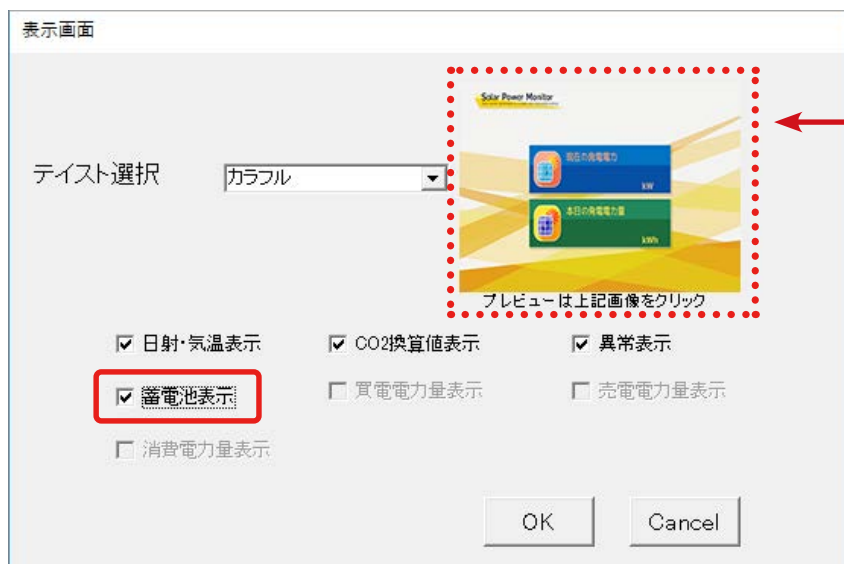 表示画面
Solar Power Monitor
現在の発電電力
kW
テイスト選択
カラフル
本日の発電電力量
kWh
プレビューは上記画像をクリック
日射・気温表示
CO2換算値表示
異常表示
蓄電池表示
買電電力量表示
売電電力量表示
消費電力量表示
OK
Cancel